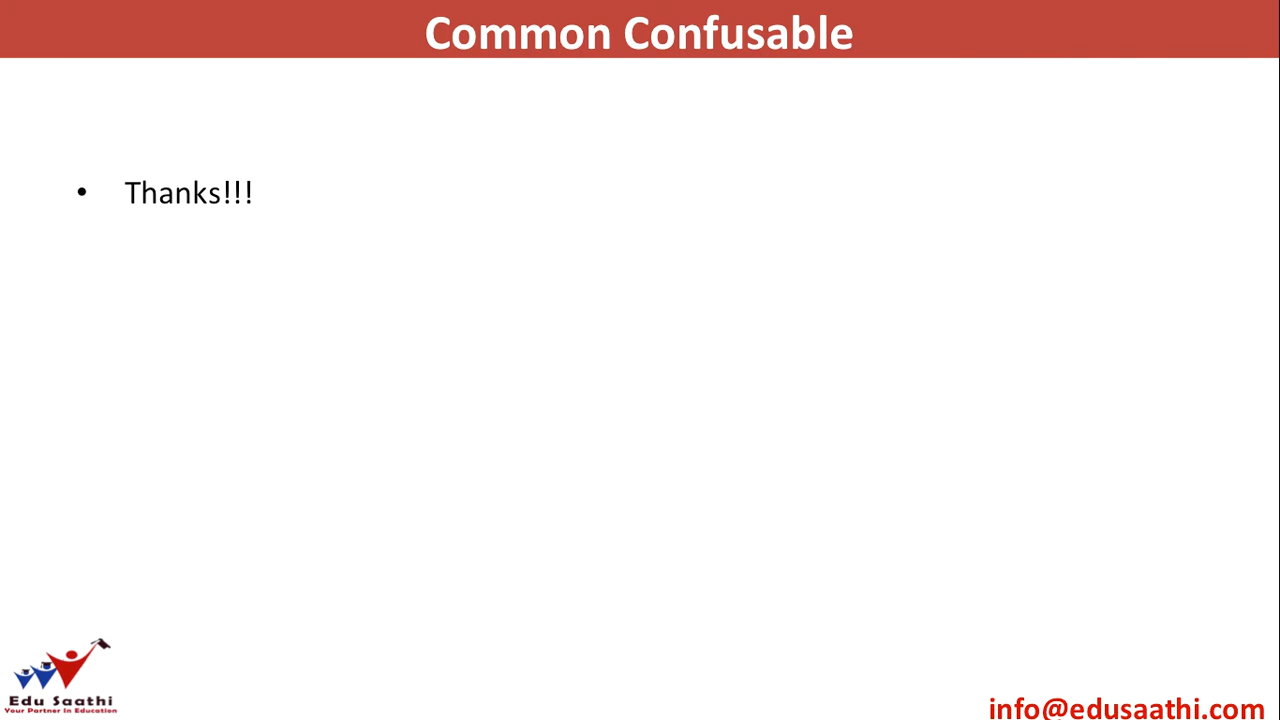 Common Confusable
• Thanks!!!
Edu Saathi
Your Partner In Education
info@edusaathi.com